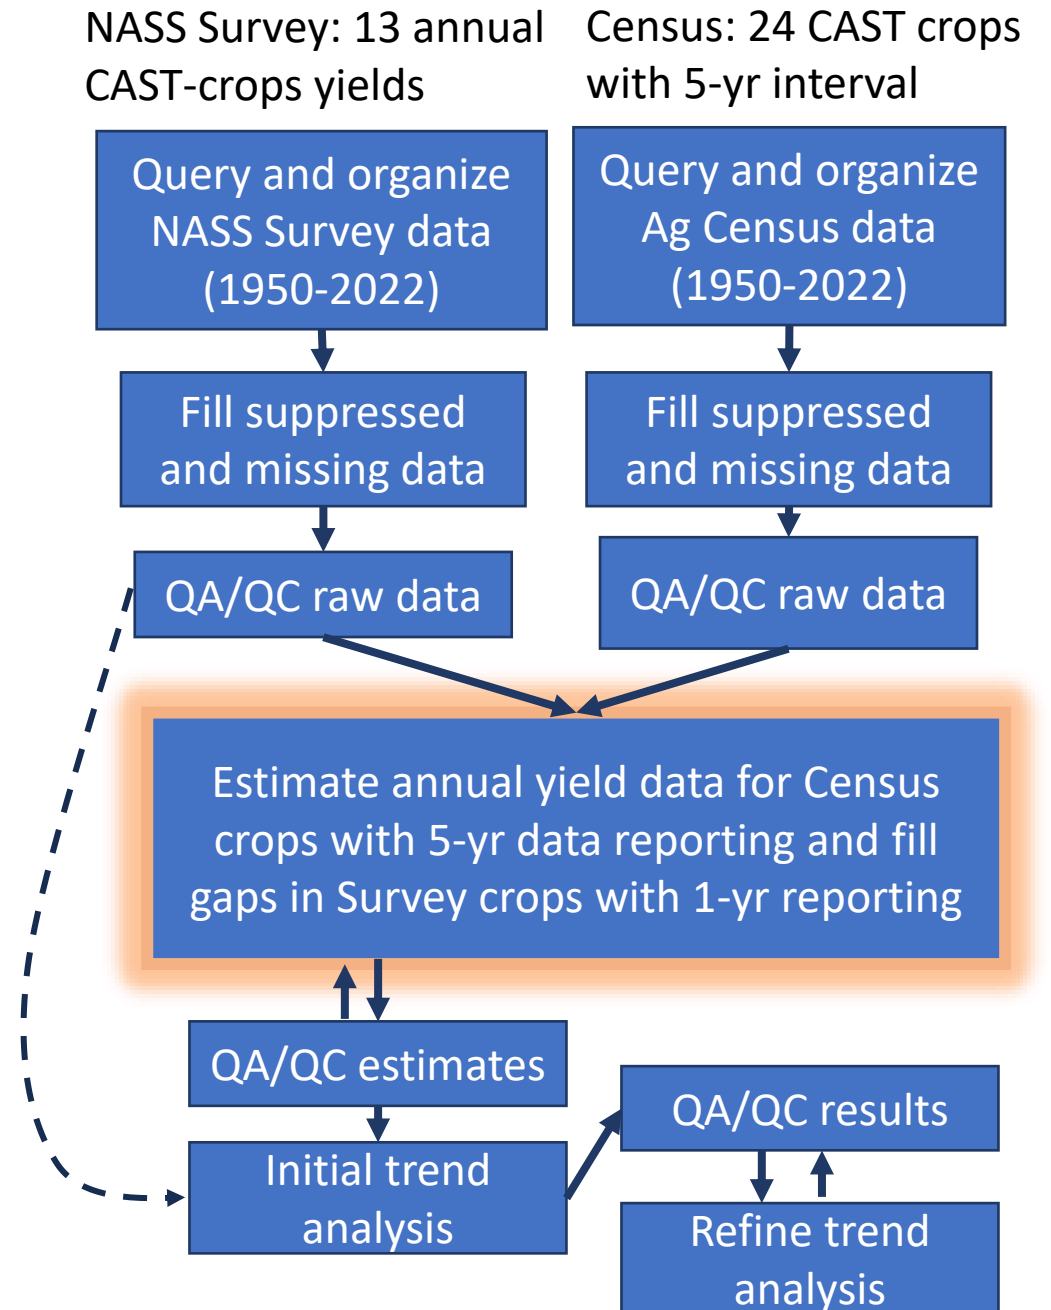 NASS Survey: 13 annual
CAST-crops yields
Census: 24 CAST crops
with 5-yr interval
Query and organize
NASS Survey data
(1950-2022)
Query and organize
Ag Census data
(1950-2022)
Fill suppressed
and missing data
Fill suppressed
and missing data
QA/QC raw data
QA/QC raw data
Estimate annual yield data for Census
crops with 5-yr data reporting and fill
gaps in Survey crops with 1-yr reporting
QA/QC estimates
Initial trend
analysis
QA/QC results
Refine trend
analysis